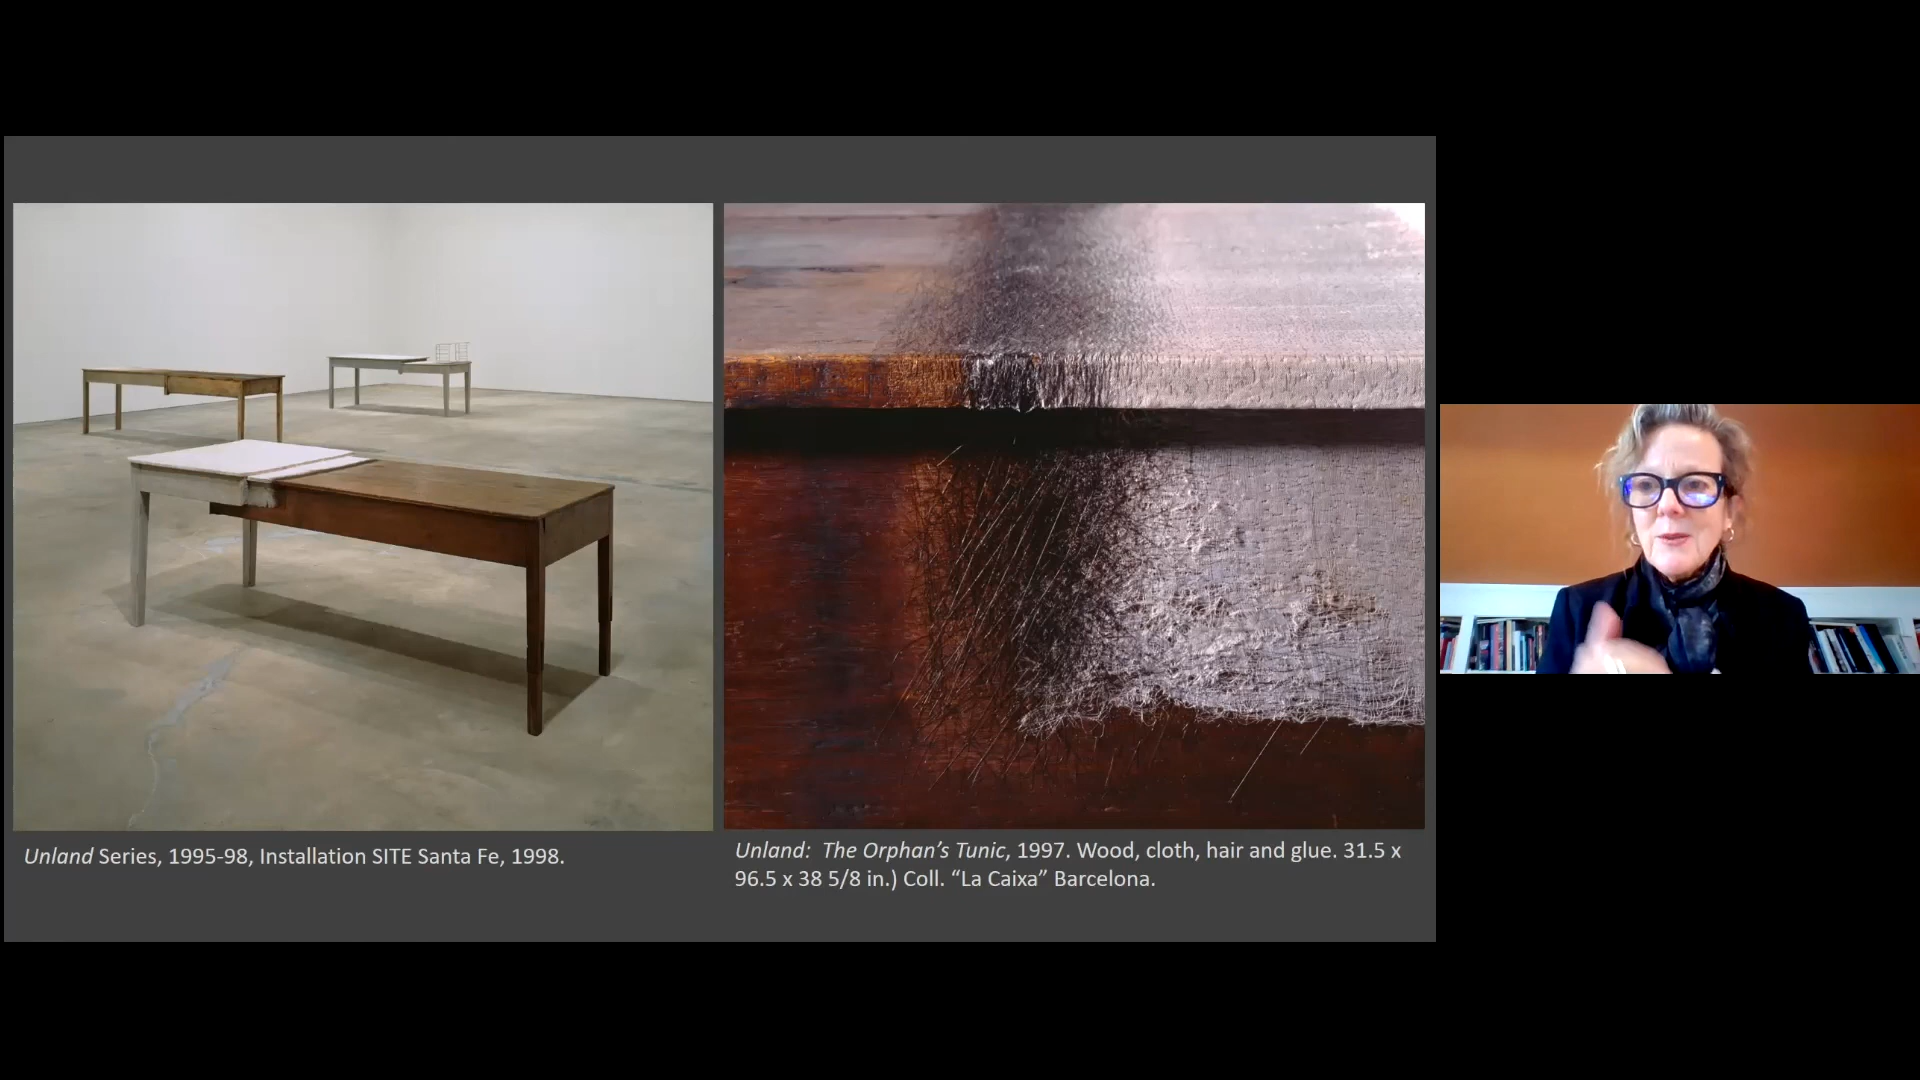 Unland Series, 1995-98, Installation SITE Santa Fe, 1998.
Unland:  The Orphan’s Tunic, 1997. Wood, cloth, hair and glue. 31.5 x
96.5 x 38 5/8 in.) Coll. “La Caixa” Barcelona.